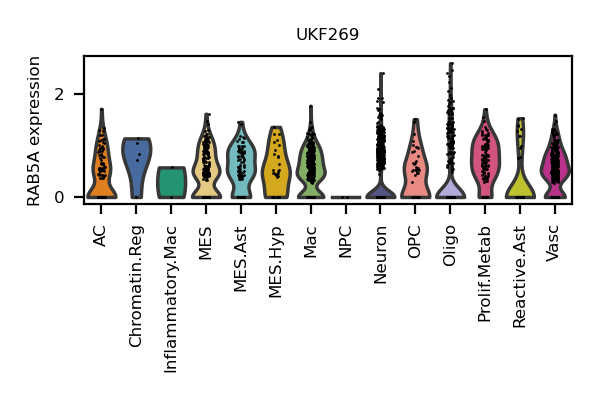 UKF269
RAB5A expression
2
0
AC
Chromatin.Reg
Inflammatory.Mac
MES
MES.Ast
MES.Hyp
Mac
NPC
Neuron
OPC
Oligo
Prolif.Metab
Reactive.Ast
Vasc